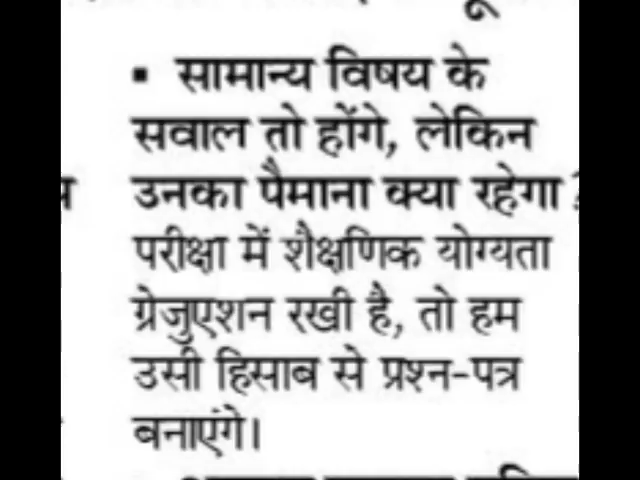 ▪ सामान्य विषय के
सवाल तो होंगे, लेकिन
उनका पैमाना क्या रहेगा?
परीक्षा में शैक्षणिक योग्यता
ग्रेजुएशन रखी है, तो हम
उसी हिसाब से प्रश्न-पत्र
बनाएंगे।